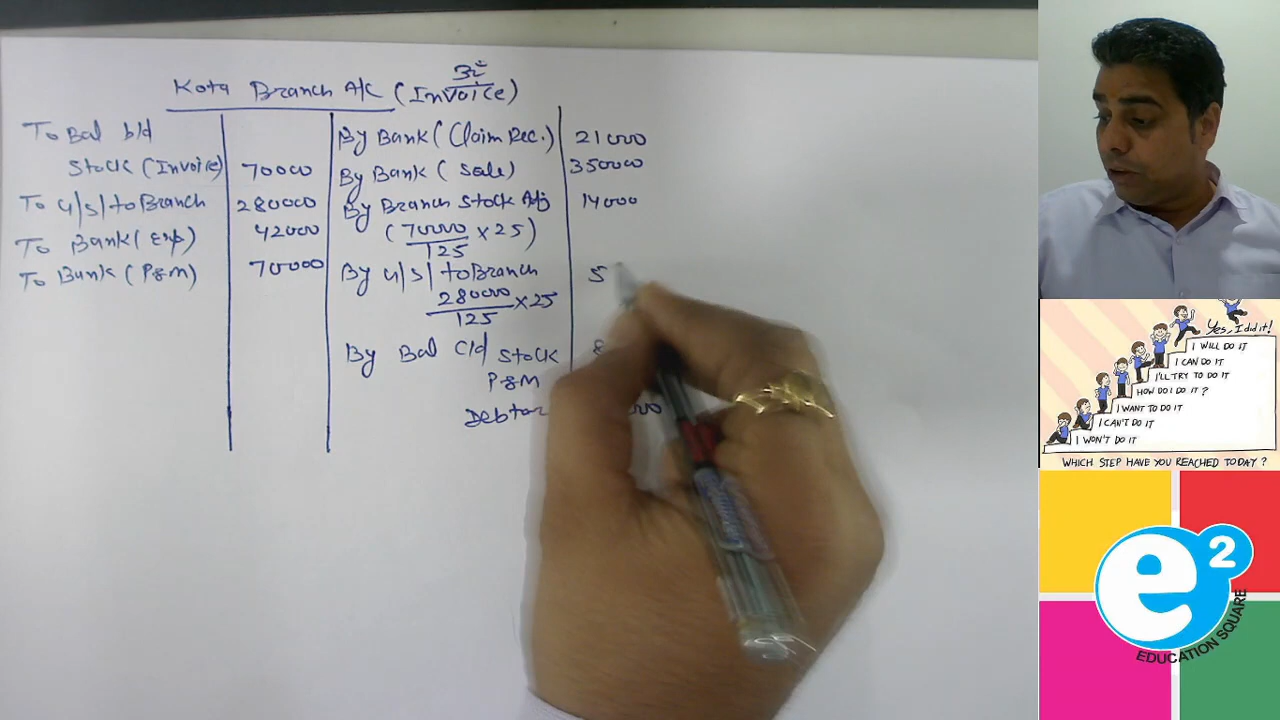 Kota Branch A/c (Invoice)
To Bal b/d
By Bank (Claim Rec.) 21000
Stock (Invoice) 70000
By Bank (Sale) 350000
To G/S/to Branch 280000
By Branch Stock Adj 14000
To Bank (Exp) 42000
(70000/125 × 25)
To Bank (P&M) 70000
By G/S/ to Branch 5
280000/125 × 25
By Bal c/d Stock 8
P&M
Debtor
Yes, I did it!
I WILL DO IT
I CAN DO IT
I'LL TRY TO DO IT
HOW DO I DO IT?
I WANT TO DO IT
I CAN'T DO IT
I WON'T DO IT
WHICH STEP HAVE YOU REACHED TODAY?
e2
EDUCATION SQUARE